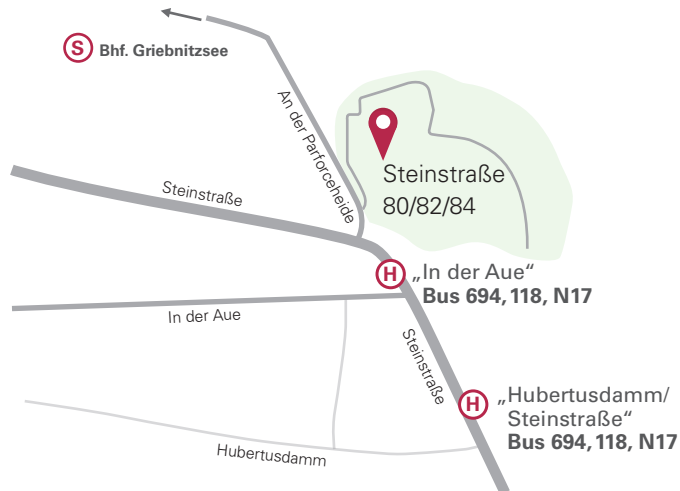 S Bhf. Griebnitzsee
An der Parforceheide
Steinstraße
80/82/84
Steinstraße
H „In der Aue“
Bus 694, 118, N17
In der Aue
Steinstraße
H „Hubertusdamm/
Steinstraße“
Bus 694, 118, N17
Hubertusdamm